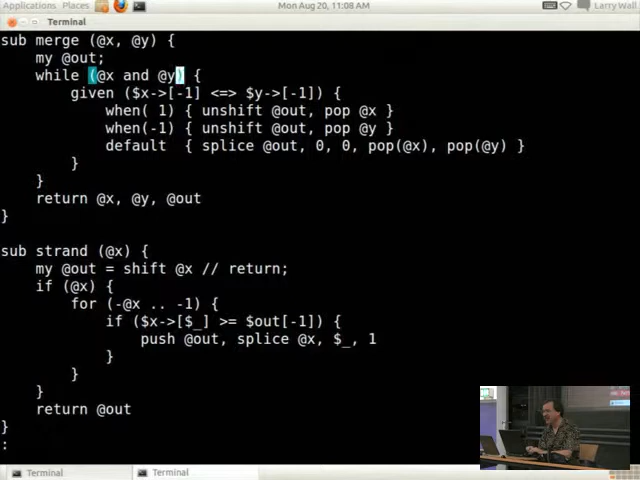 Applications Places Mon Aug 20, 11:08 AM Larry Wall
Terminal
sub merge (@x, @y) {
    my @out;
    while (@x and @y) {
        given ($x->[-1] <=> $y->[-1]) {
            when( 1) { unshift @out, pop @x }
            when(-1) { unshift @out, pop @y }
            default  { splice @out, 0, 0, pop(@x), pop(@y) }
        }
    }
    return @x, @y, @out
}
sub strand (@x) {
    my @out = shift @x // return;
    if (@x) {
        for (-@x .. -1) {
            if ($x->[$_] >= $out[-1]) {
                push @out, splice @x, $_, 1
            }
        }
    }
    return @out
}
:
Terminal Terminal